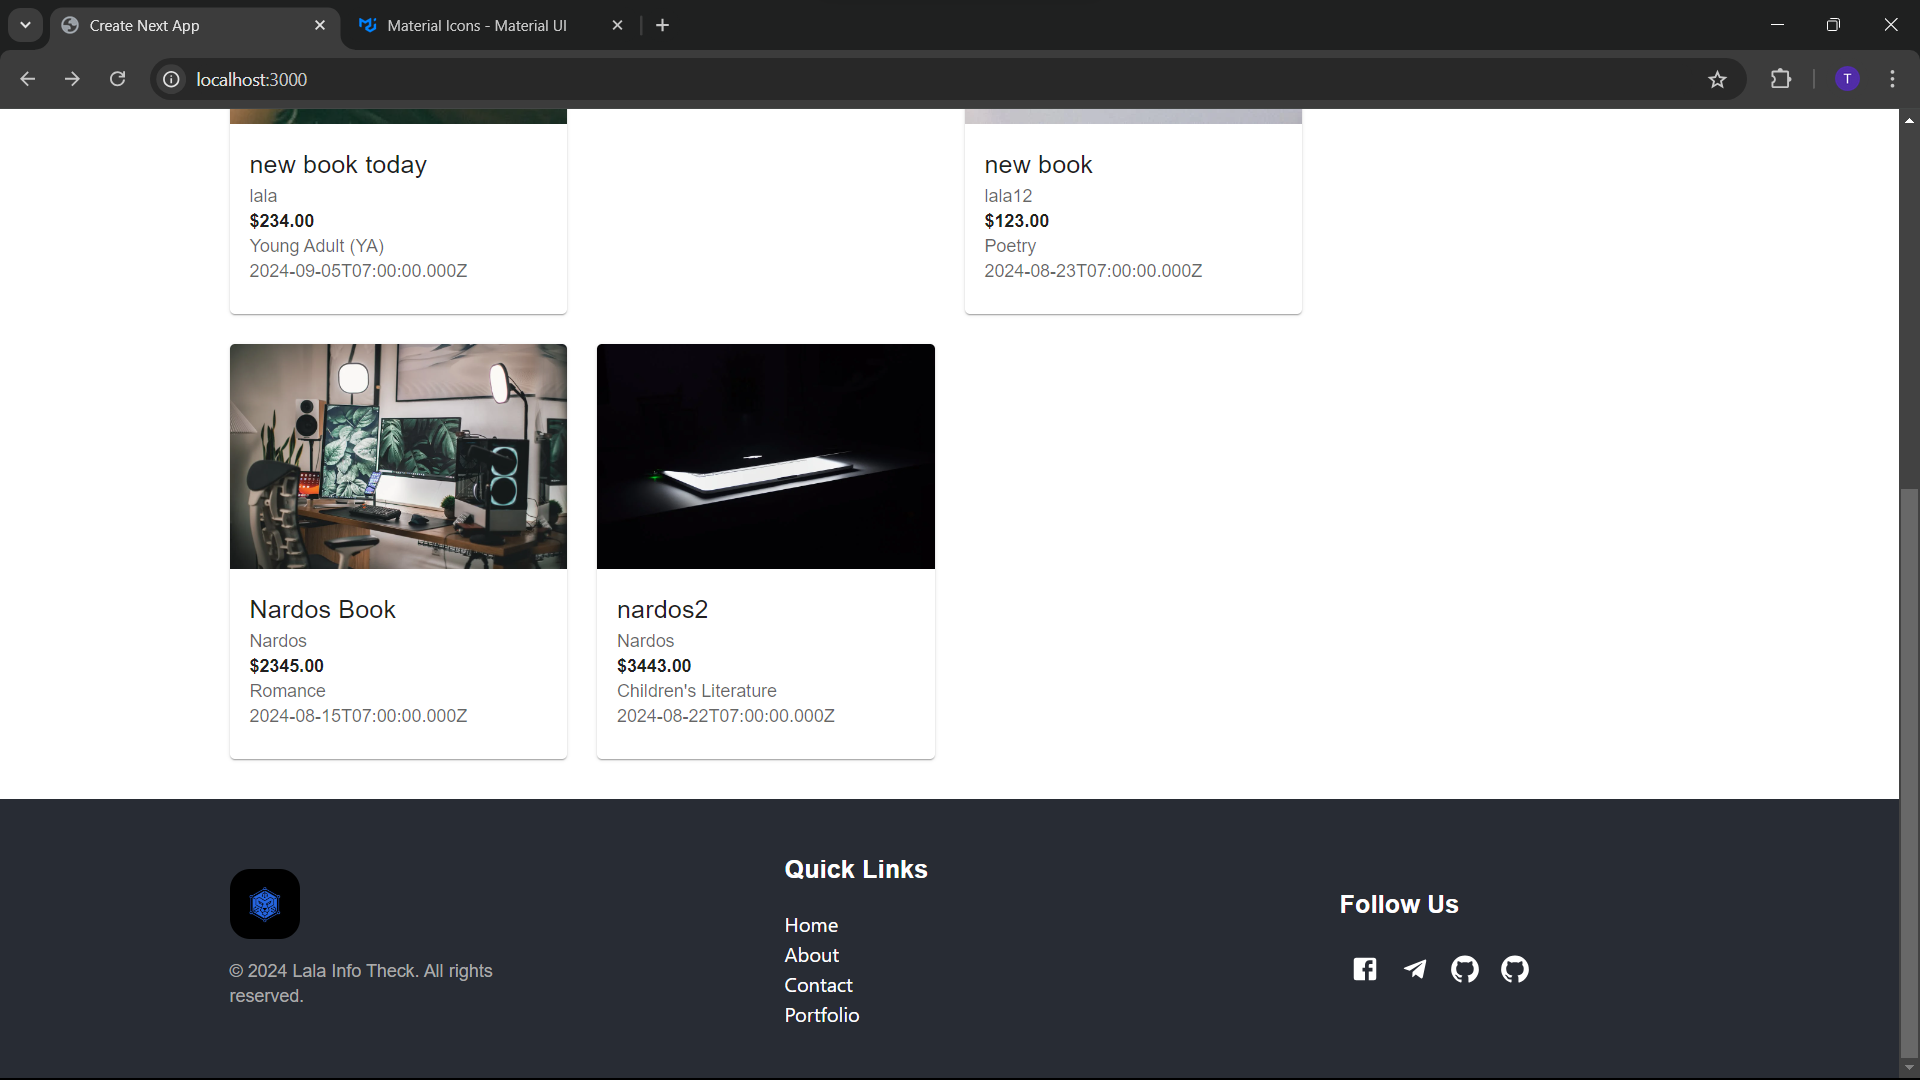 Create Next App
Material Icons - Material UI
localhost:3000
T
new book today
lala
$234.00
Young Adult (YA)
2024-09-05T07:00:00.000Z
new book
lala12
$123.00
Poetry
2024-08-23T07:00:00.000Z
Nardos Book
Nardos
$2345.00
Romance
2024-08-15T07:00:00.000Z
nardos2
Nardos
$3443.00
Children's Literature
2024-08-22T07:00:00.000Z
© 2024 Lala Info Theck. All rights
reserved.
Quick Links
Home
About
Contact
Portfolio
Follow Us